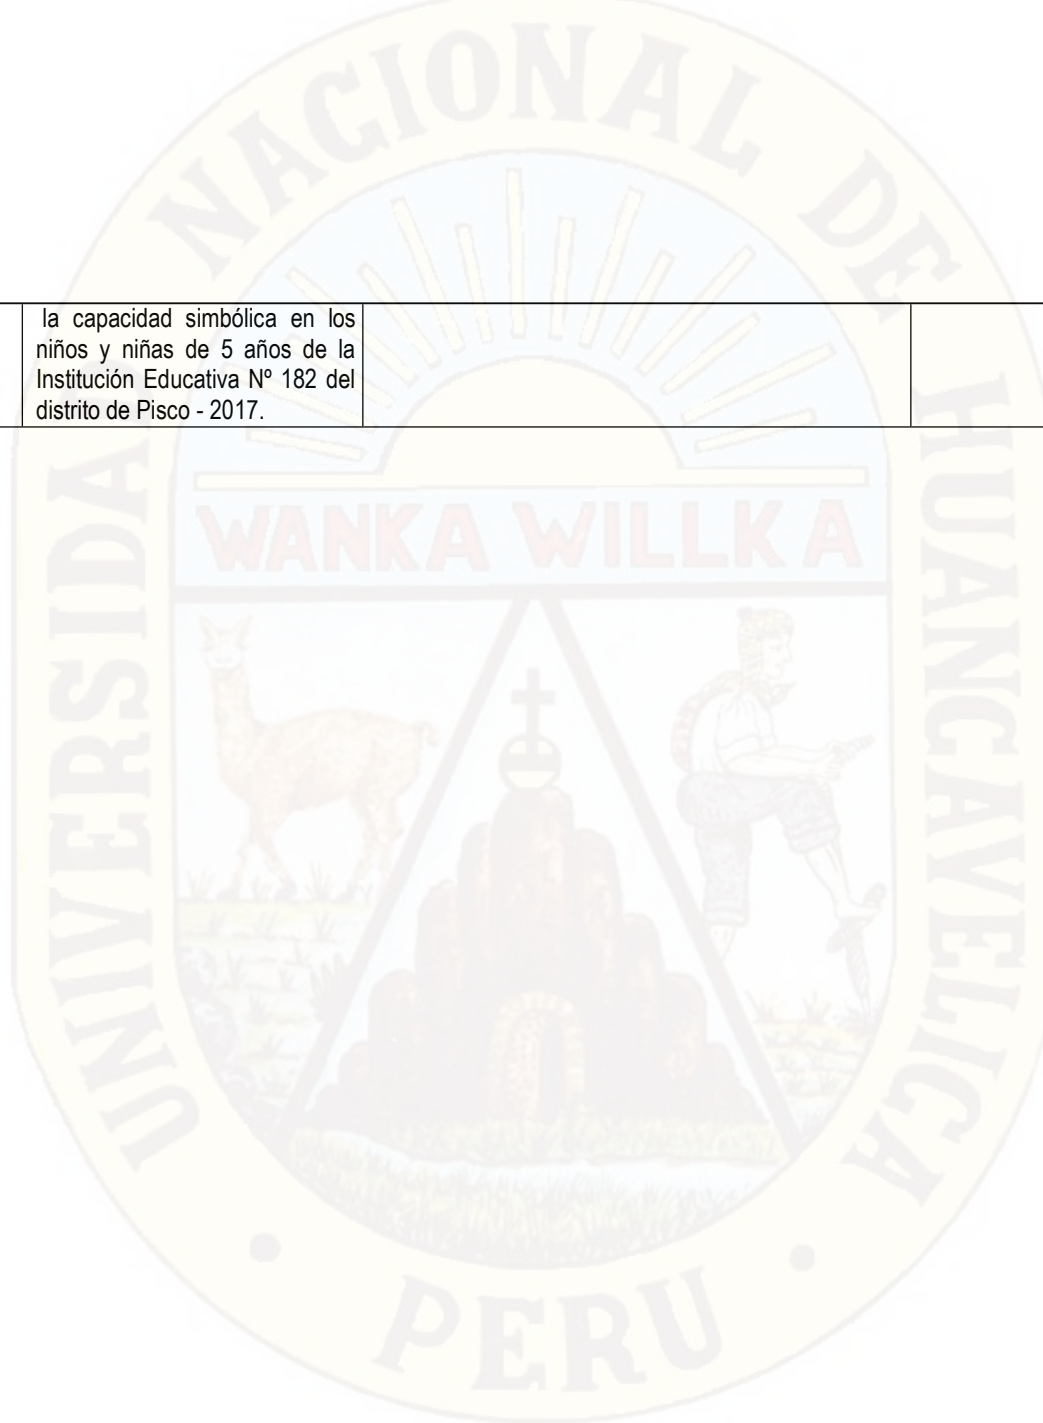 la capacidad simbólica en los
niños y niñas de 5 años de la
Institución Educativa Nº 182 del
distrito de Pisco - 2017.
UNIVERSIDAD NACIONAL DE HUANCAVELICA
WANKA WILLKA
PERU